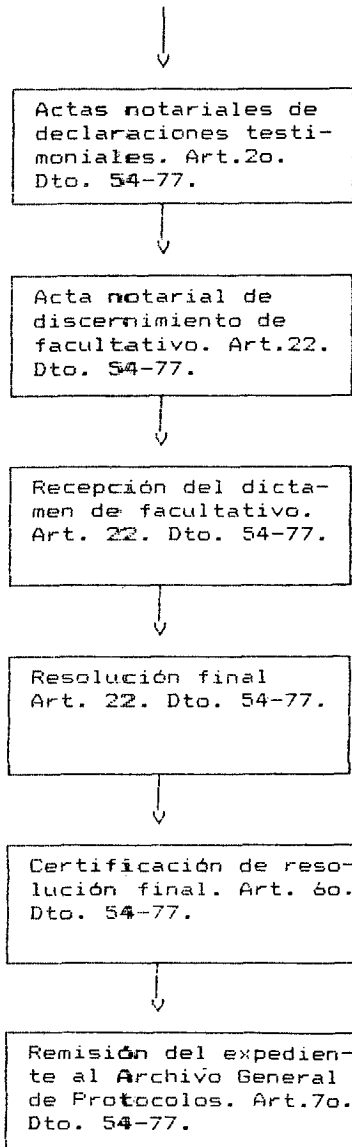 Actas notariales de
declaraciones testi-
moniales. Art.2o.
Dto. 54-77.
Acta notarial de
discernimiento de
facultativo. Art.22.
Dto. 54-77.
Recepción del dicta-
men de facultativo.
Art. 22. Dto. 54-77.
Resolución final
Art. 22. Dto. 54-77.
Certificación de reso-
lución final. Art. 6o.
Dto. 54-77.
Remisión del expedien-
te al Archivo General
de Protocolos. Art.7o.
Dto. 54-77.